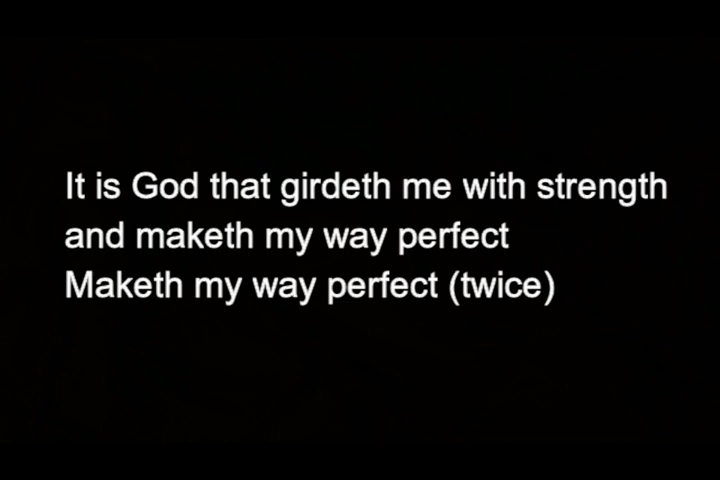 It is God that girdeth me with strength
and maketh my way perfect
Maketh my way perfect (twice)